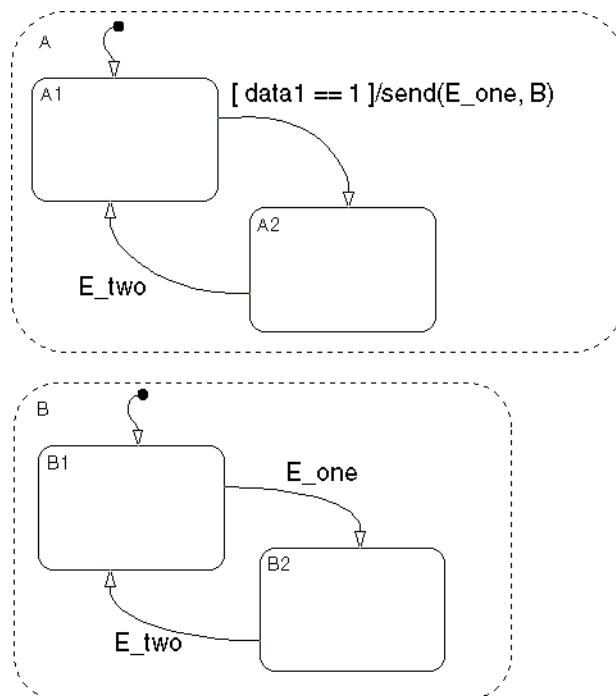 A
A1
[ data1 == 1 ]/send(E_one, B)
A2
E_two
B
B1
E_one
B2
E_two